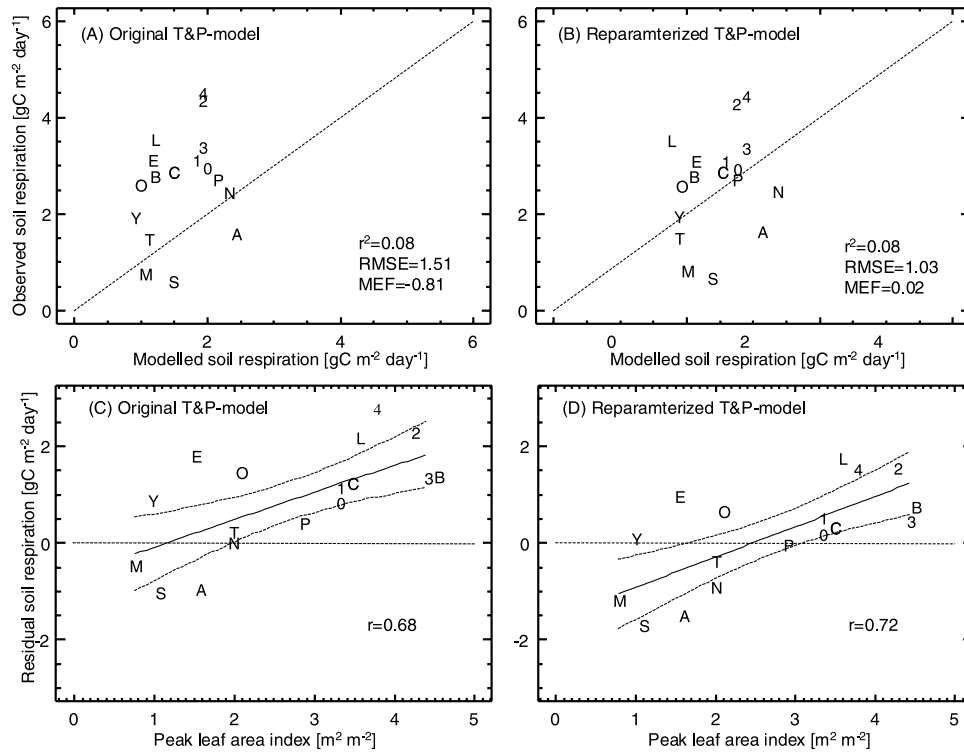 (A) Original T&P-model
6
4
2
0
4
2
L
3
E
1
0
B
C
P
O
N
Y
T
A
M
S
r²=0.08
RMSE=1.51
MEF=-0.81
0
2
4
6
Observed soil respiration [gC m-2 day-1]
Modelled soil respiration [gC m-2 day-1]
(B) Reparamterized T&P-model
6
4
2
0
4
2
L
3
E
1
0
B
C
P
O
N
Y
T
A
M
S
r²=0.08
RMSE=1.03
MEF=0.02
0
2
4
Modelled soil respiration [gC m-2 day-1]
(C) Original T&P-model
2
0
-2
4
2
L
E
O
3
B
C
1
Y
0
P
T
N
M
A
S
r=0.68
0
1
2
3
4
5
Residual soil respiration [gC m-2 day-1]
Peak leaf area index [m² m-2]
(D) Reparamterized T&P-model
2
0
-2
L
4
2
E
B
O
1
3
C
0
Y
P
T
N
M
A
S
r=0.72
0
1
2
3
4
5
Peak leaf area index [m² m-2]